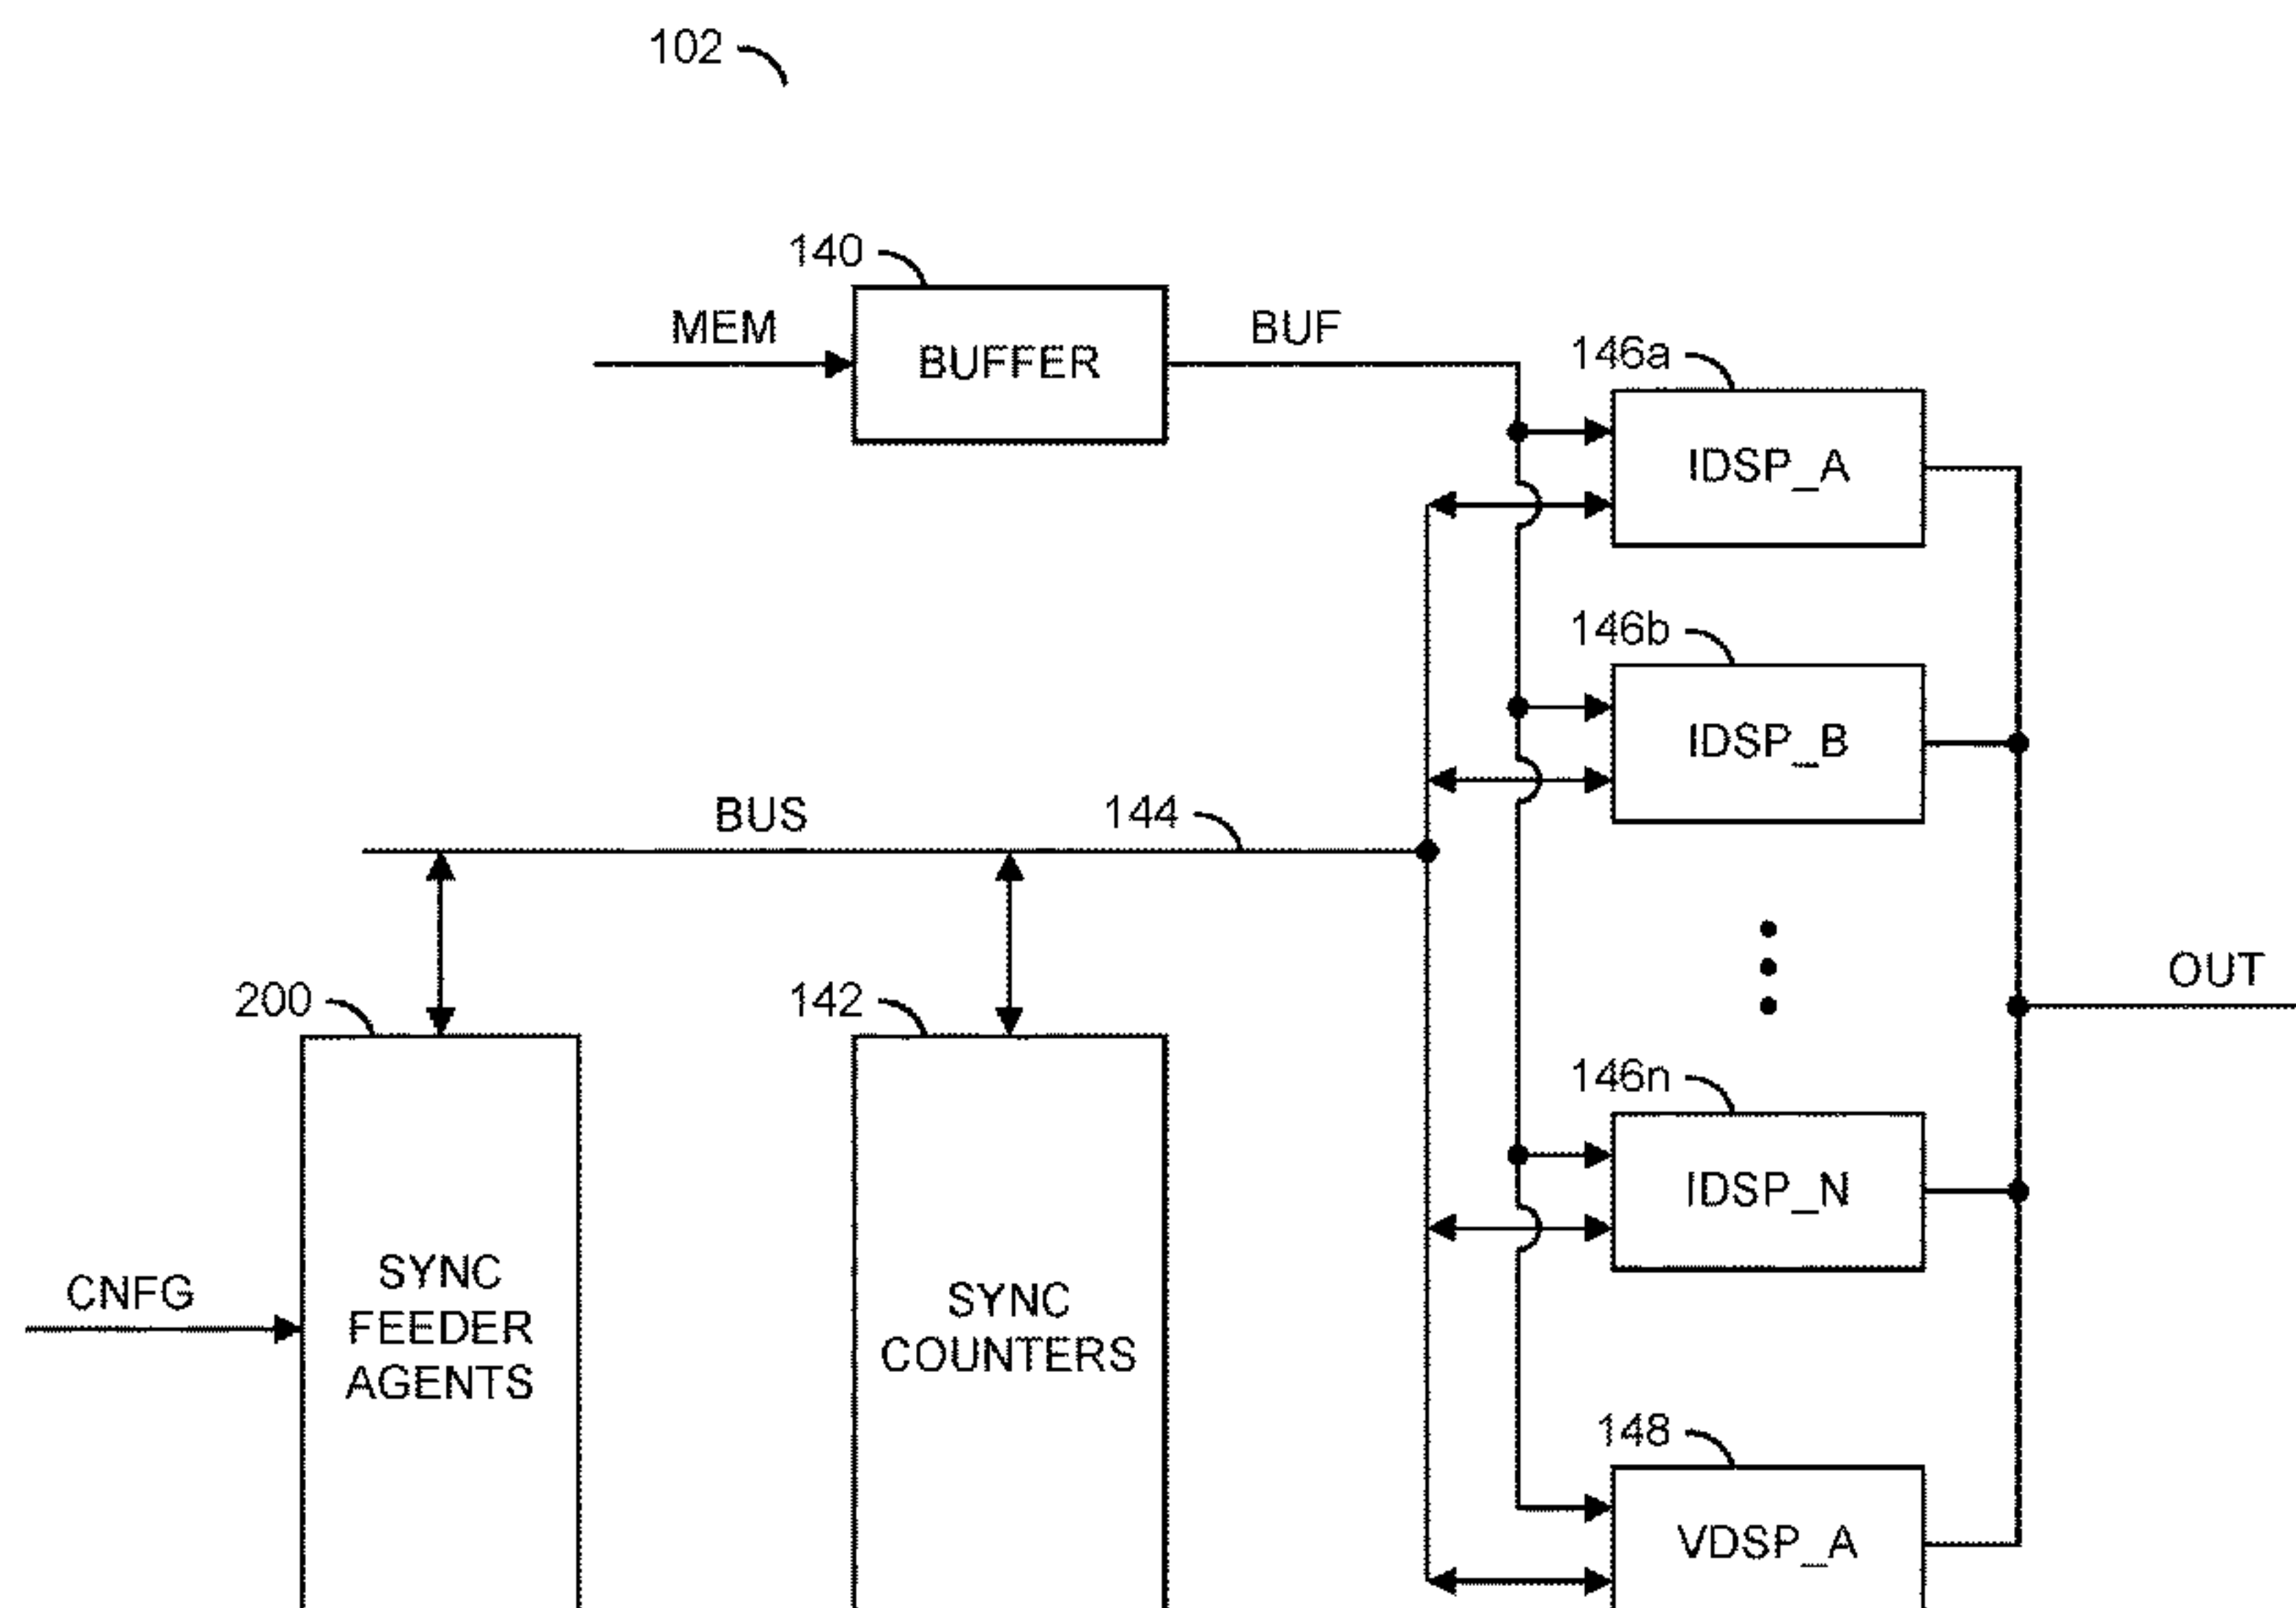 102
140
MEM
BUFFER
BUF
146a
IDSP_A
146b
IDSP_B
BUS
144
200
142
OUT
146n
IDSP_N
CNFG
SYNC
FEEDER
AGENTS
SYNC
COUNTERS
148
VDSP_A